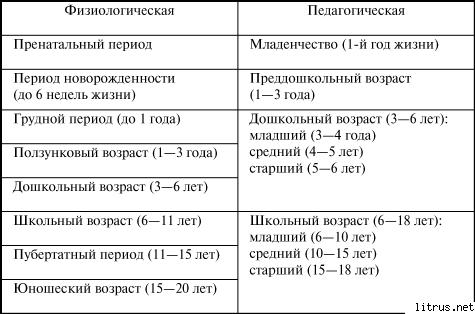 Физиологическая
Педагогическая
Пренатальный период
Младенчество (1-й год жизни)
Период новорожденности
(до 6 недель жизни)
Преддошкольный возраст
(1—3 года)
Грудной период (до 1 года)
Ползунковый возраст (1—3 года)
Дошкольный возраст (3—6 лет)
Дошкольный возраст (3—6 лет):
младший (3—4 года)
средний (4—5 лет)
старший (5—6 лет)
Школьный возраст (6—11 лет)
Пубертатный период (11—15 лет)
Юношеский возраст (15—20 лет)
Школьный возраст (6—18 лет):
младший (6—10 лет)
средний (10—15 лет)
старший (15—18 лет)
litrus.net